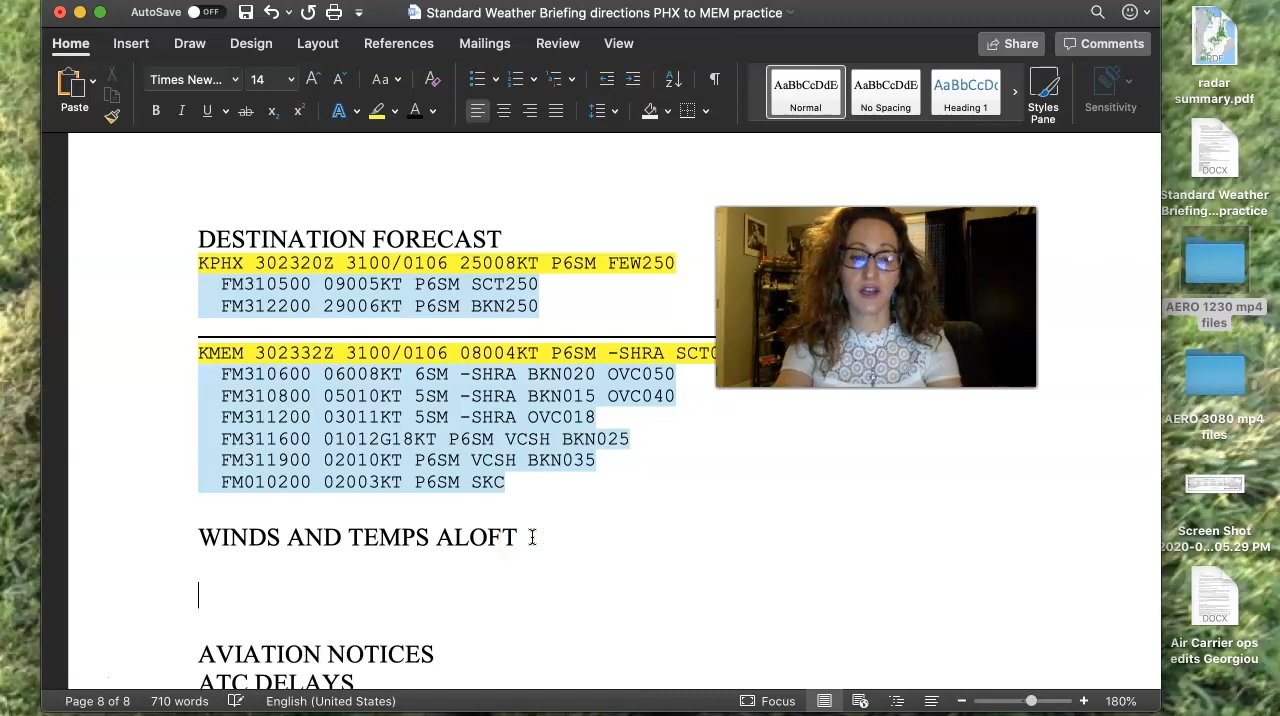 AutoSave OFF
Standard Weather Briefing directions PHX to MEM practice
Home Insert Draw Design Layout References Mailings Review View Share Comments
Paste
Times New... 14
AaBbCcDdE AaBbCcDdE AaBbCcDc
Normal No Spacing Heading 1
Styles Pane
Sensitivity
DESTINATION FORECAST
KPHX 302320Z 3100/0106 25008KT P6SM FEW250
FM310500 09005KT P6SM SCT250
FM312200 29006KT P6SM BKN250
KMEM 302332Z 3100/0106 08004KT P6SM -SHRA
FM310600 06008KT 6SM -SHRA BKN020 OVC050
FM310800 05010KT 5SM -SHRA BKN015 OVC040
FM311200 03011KT 5SM -SHRA OVC018
FM311600 01012G18KT P6SM VCSH BKN025
FM311900 02010KT P6SM VCSH BKN035
FM010200 02003KT P6SM SKC
WINDS AND TEMPS ALOFT
AVIATION NOTICES
ATC DELAYS
Page 8 of 8 710 words English (United States) Focus 180%
radar
summary.pdf
DOCX
Standard Weather
Briefing...practice
AERO 1230 mp4
files
AERO 3080 mp4
files
Screen Shot
2020-0...05.29 PM
DOCX
Air Carrier ops
edits Georgiou